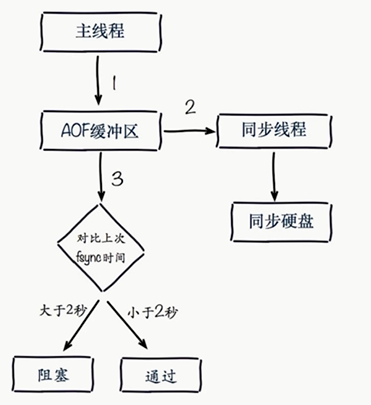 主线程
1
AOF缓冲区
2
同步线程
3
同步硬盘
对比上次
fsync时间
大于2秒
小于2秒
阻塞
通过